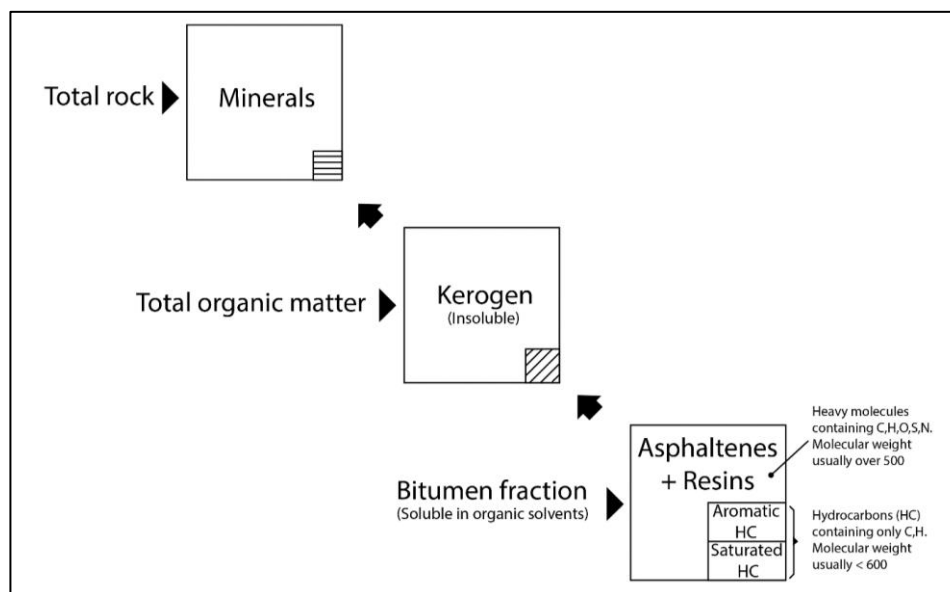 Total rock
Minerals
Total organic matter
Kerogen
(Insoluble)
Bitumen fraction
(Soluble in organic solvents)
Asphaltenes
+ Resins
Aromatic
HC
Saturated
HC
Heavy molecules
containing C,H,O,S,N.
Molecular weight
usually over 500
Hydrocarbons (HC)
containing only C,H.
Molecular weight
usually < 600